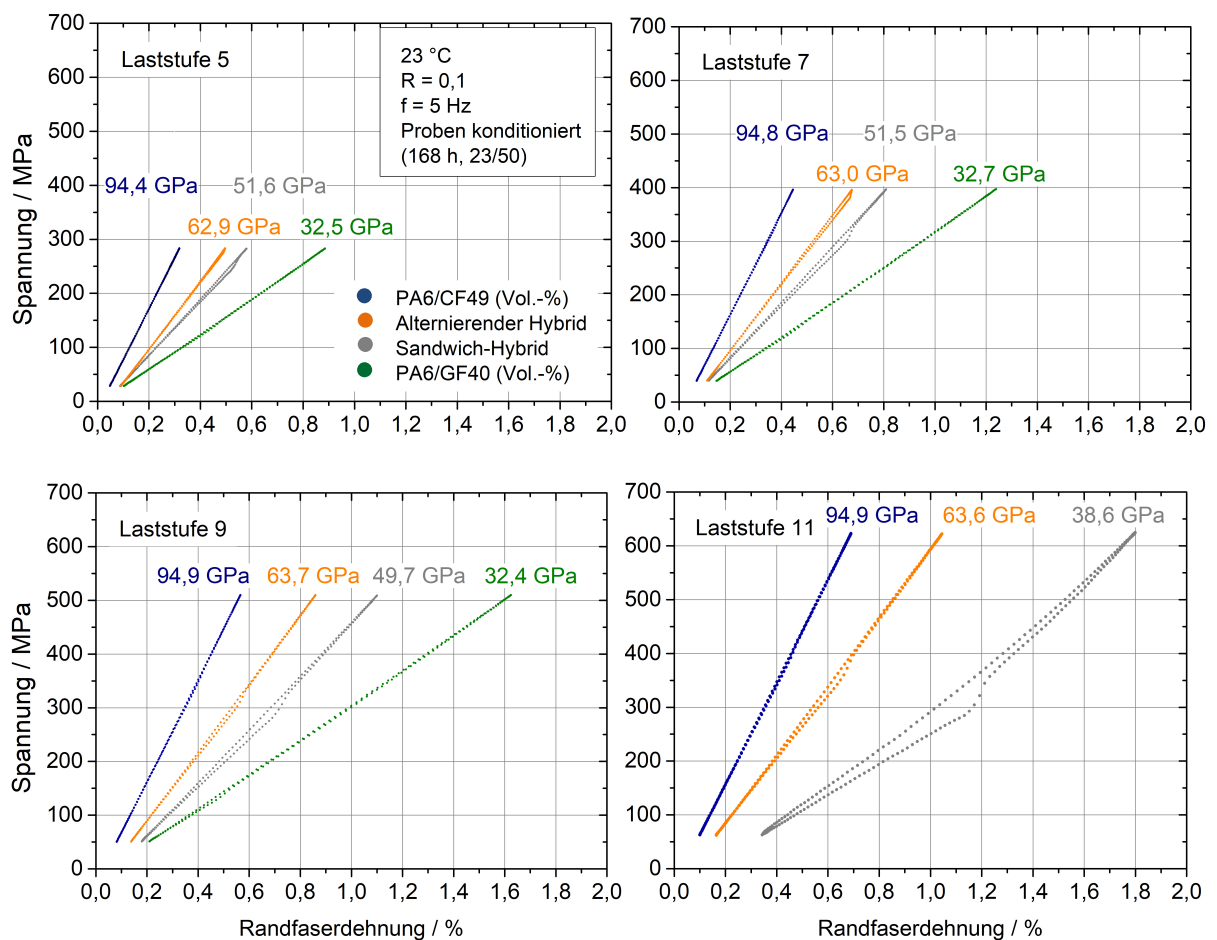 700
600
500
400
300
200
100
0
Spannung / MPa
Laststufe 5
23 °C
R = 0,1
f = 5 Hz
Proben konditioniert
(168 h, 23/50)
94,4 GPa
51,6 GPa
62,9 GPa
32,5 GPa
PA6/CF49 (Vol.-%)
Alternierender Hybrid
Sandwich-Hybrid
PA6/GF40 (Vol.-%)
0,0 0,2 0,4 0,6 0,8 1,0 1,2 1,4 1,6 1,8 2,0
700
600
500
400
300
200
100
0
Laststufe 7
94,8 GPa
51,5 GPa
63,0 GPa
32,7 GPa
0,0 0,2 0,4 0,6 0,8 1,0 1,2 1,4 1,6 1,8 2,0
700
600
500
400
300
200
100
0
Spannung / MPa
Laststufe 9
94,9 GPa
63,7 GPa
49,7 GPa
32,4 GPa
0,0 0,2 0,4 0,6 0,8 1,0 1,2 1,4 1,6 1,8 2,0
Randfaserdehnung / %
700
600
500
400
300
200
100
0
Laststufe 11
94,9 GPa
63,6 GPa
38,6 GPa
0,0 0,2 0,4 0,6 0,8 1,0 1,2 1,4 1,6 1,8 2,0
Randfaserdehnung / %